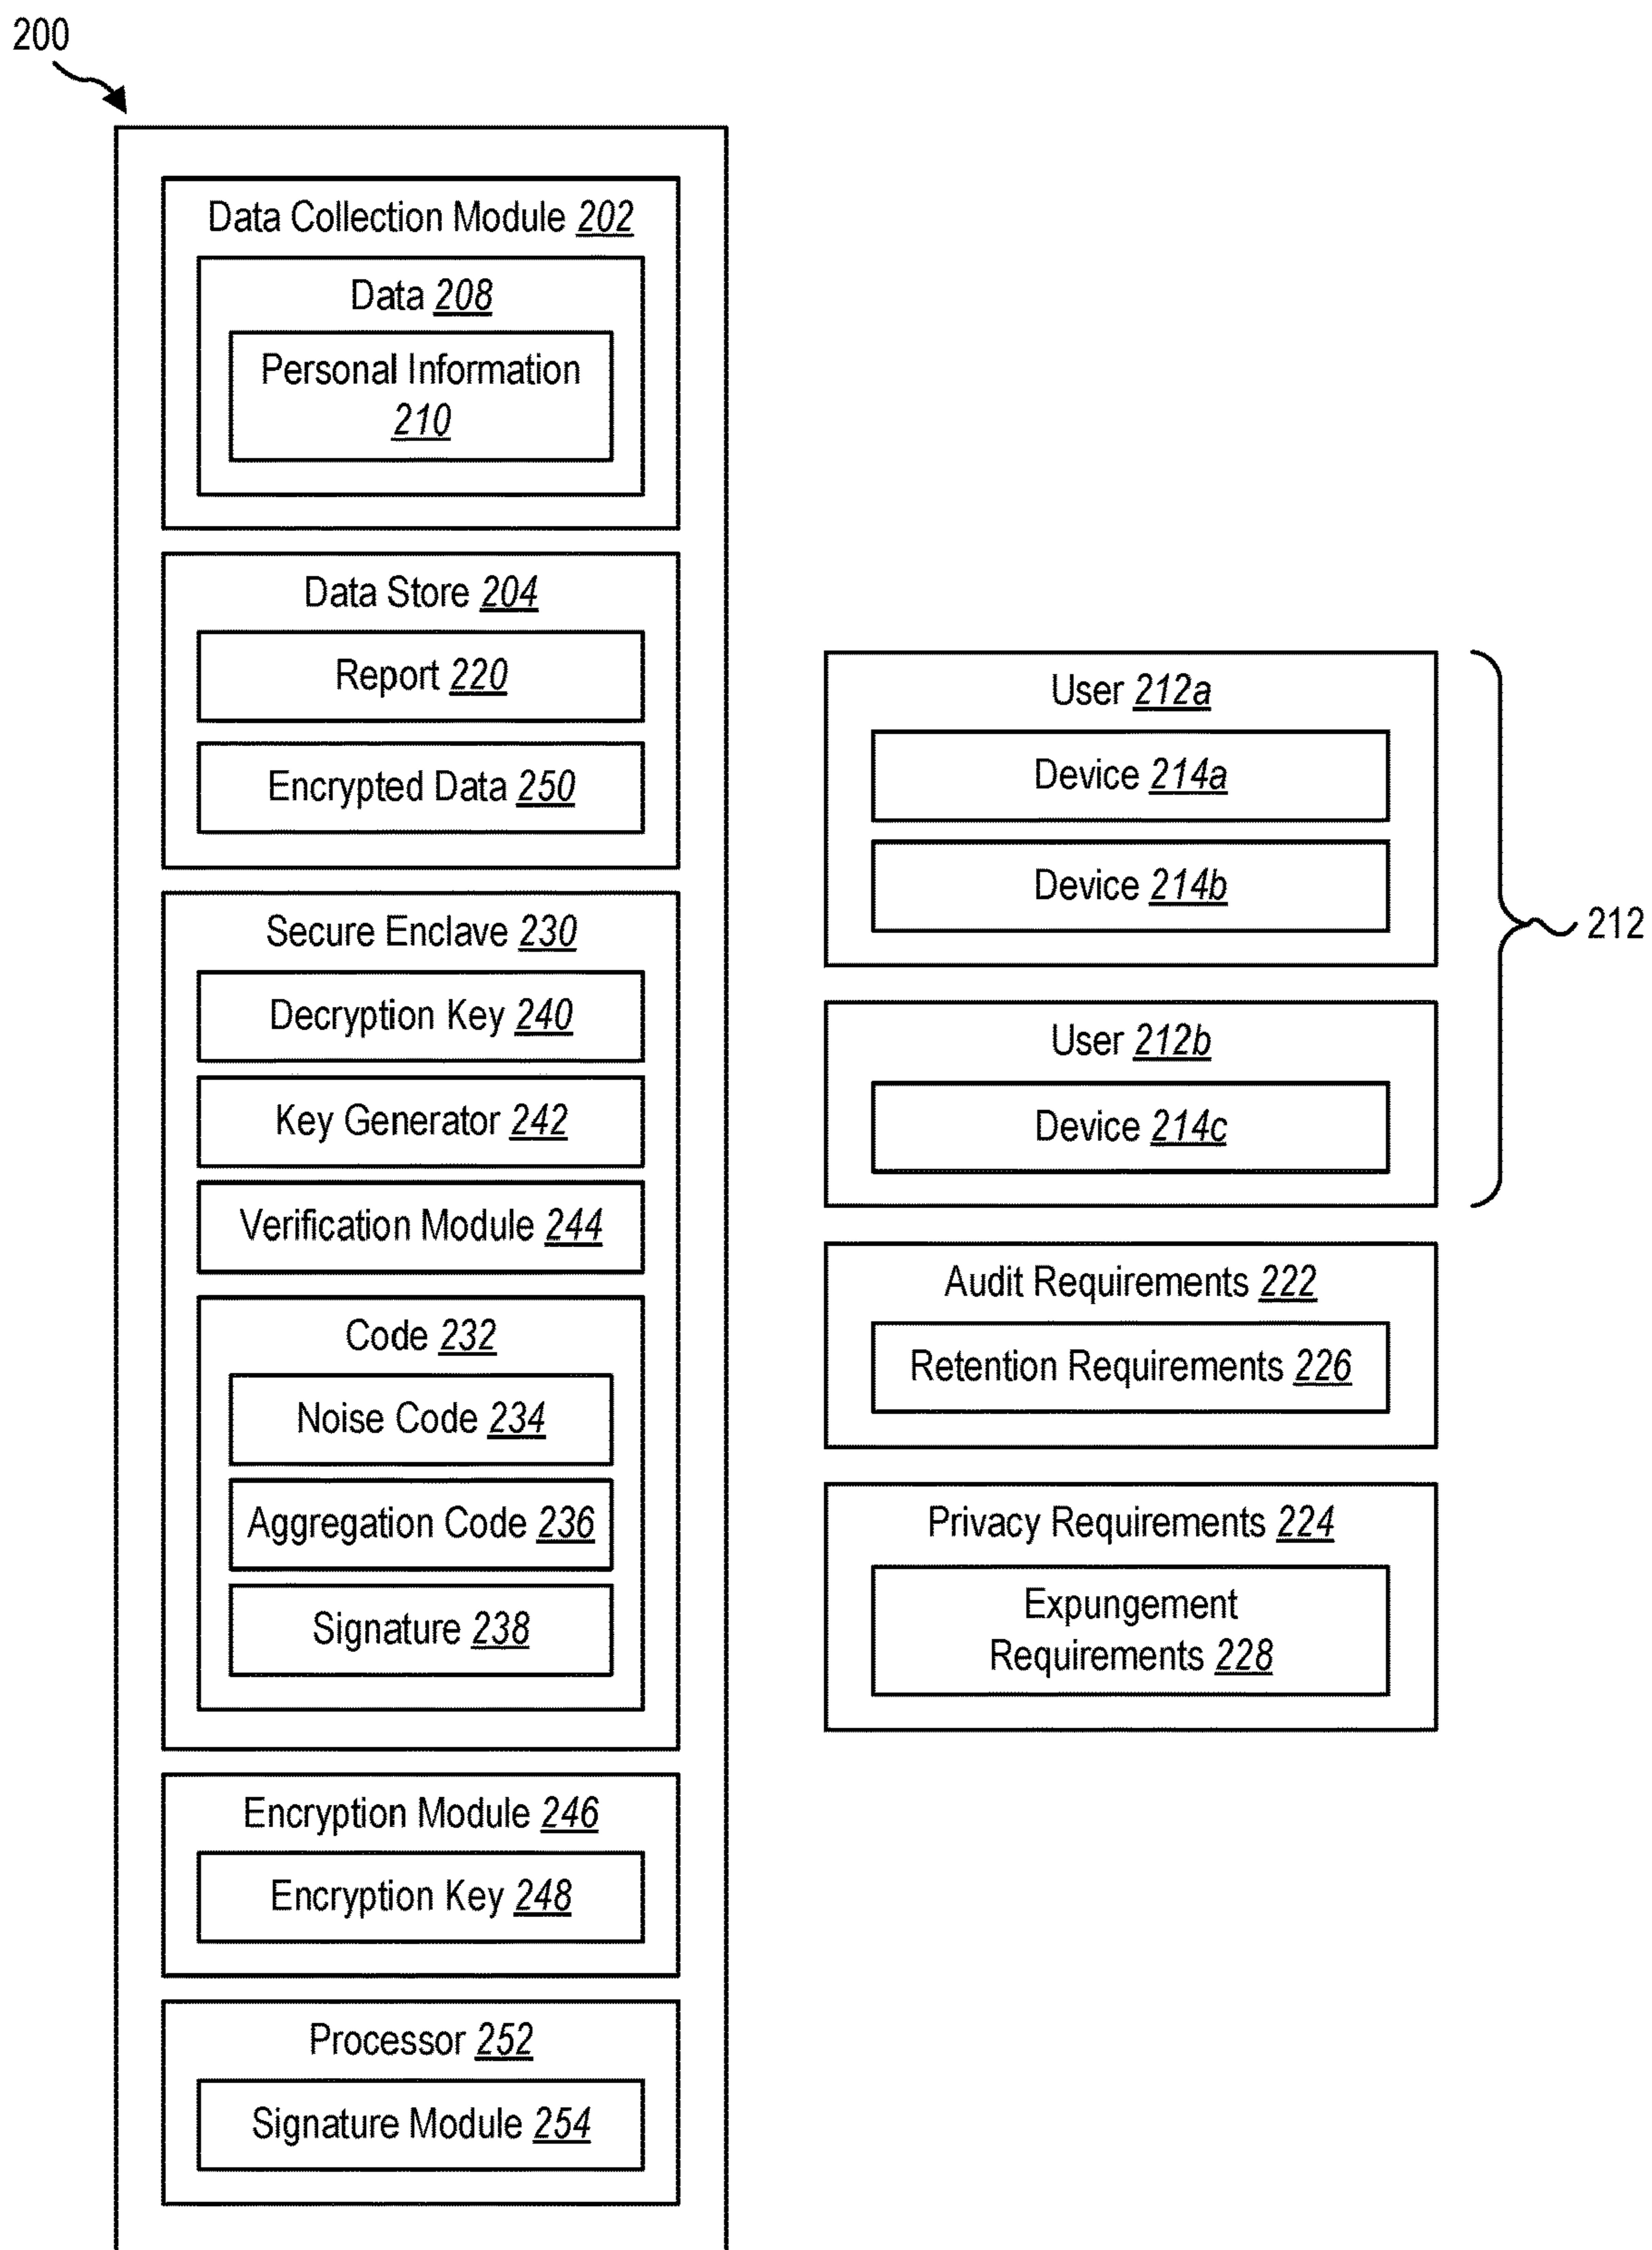 200
Data Collection Module 202
Data 208
Personal Information
210
Data Store 204
Report 220
Encrypted Data 250
Secure Enclave 230
Decryption Key 240
Key Generator 242
Verification Module 244
Code 232
Noise Code 234
Aggregation Code 236
Signature 238
Encryption Module 246
Encryption Key 248
Processor 252
Signature Module 254
User 212a
Device 214a
Device 214b
User 212b
Device 214c
212
Audit Requirements 222
Retention Requirements 226
Privacy Requirements 224
Expungement
Requirements 228